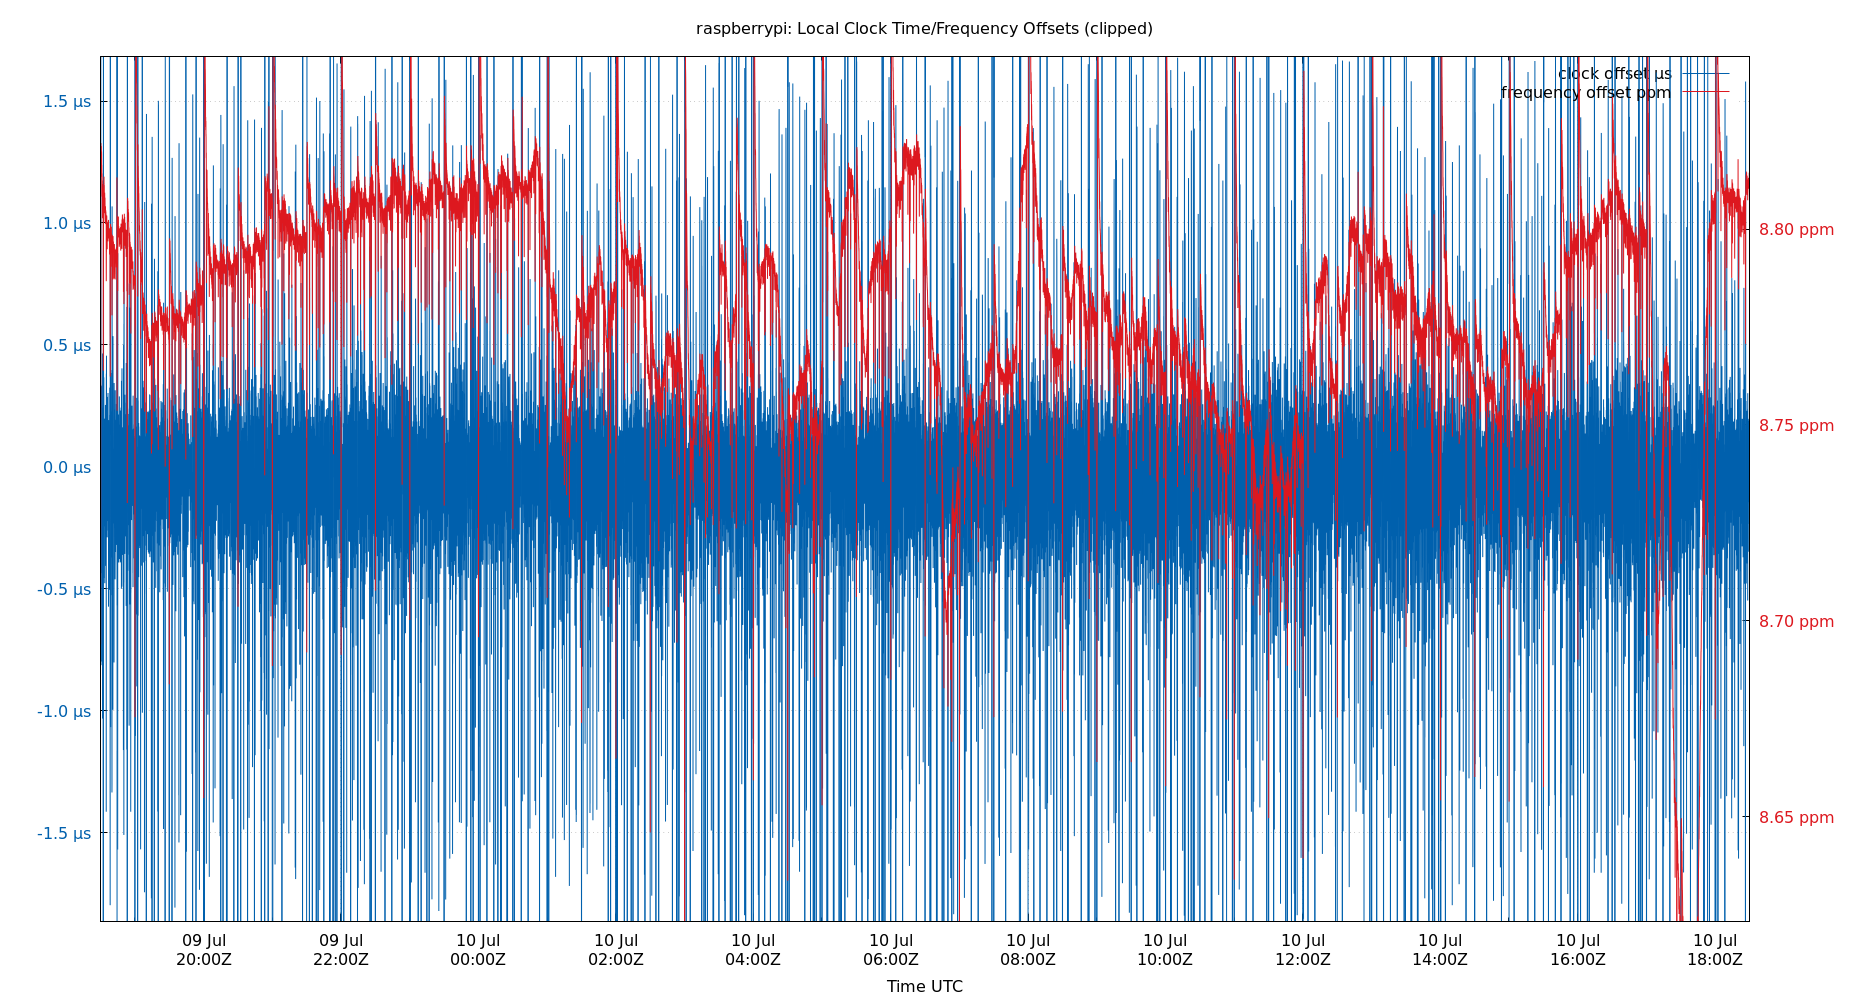 raspberrypi: Local Clock Time/Frequency Offsets (clipped)
clock offset µs
frequency offset ppm
1.5 µs
1.0 µs
0.5 µs
0.0 µs
-0.5 µs
-1.0 µs
-1.5 µs
8.80 ppm
8.75 ppm
8.70 ppm
8.65 ppm
09 Jul
20:00Z
09 Jul
22:00Z
10 Jul
00:00Z
10 Jul
02:00Z
10 Jul
04:00Z
10 Jul
06:00Z
10 Jul
08:00Z
10 Jul
10:00Z
10 Jul
12:00Z
10 Jul
14:00Z
10 Jul
16:00Z
10 Jul
18:00Z
Time UTC